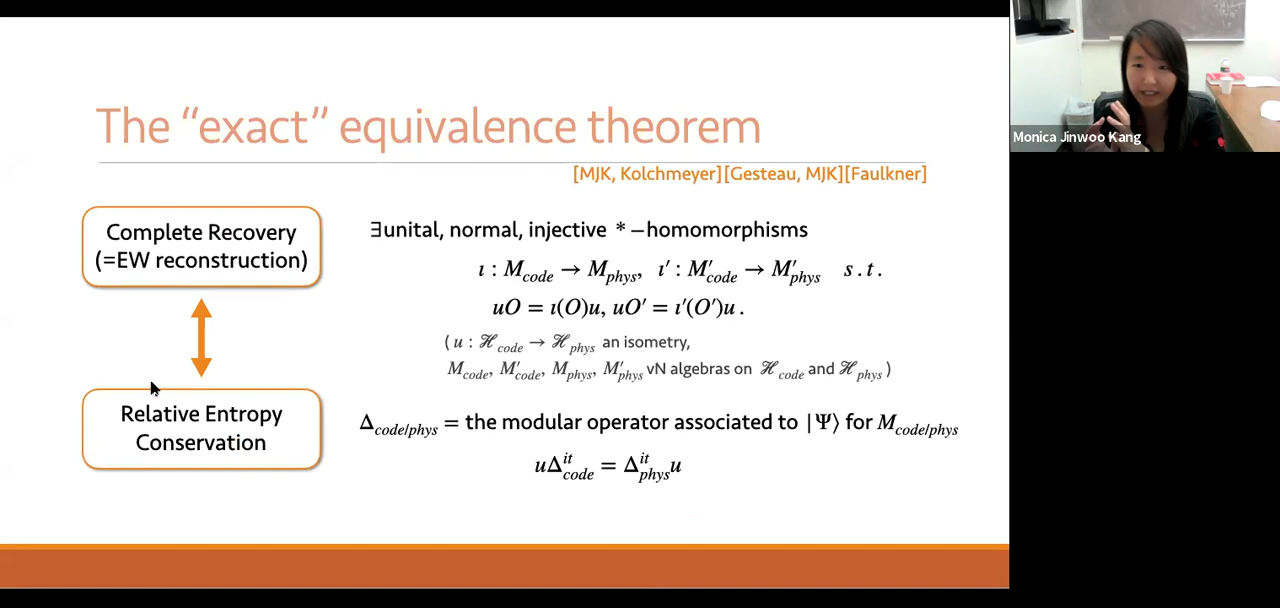 The “exact” equivalence theorem
[MJK, Kolchmeyer][Gesteau, MJK][Faulkner]
Complete Recovery
(=EW reconstruction)
∃unital, normal, injective *−homomorphisms
ι : M_code → M_phys, ι′ : M′_code → M′_phys s.t.
uO = ι(O)u, uO′ = ι′(O′)u.
( u : ℋ_code → ℋ_phys an isometry,
M_code, M′_code, M_phys, M′_phys vN algebras on ℋ_code and ℋ_phys )
Relative Entropy
Conservation
Δ_code/phys = the modular operator associated to |Ψ⟩ for M_code/phys
uΔ^it_code = Δ^it_phys u
Monica Jinwoo Kang